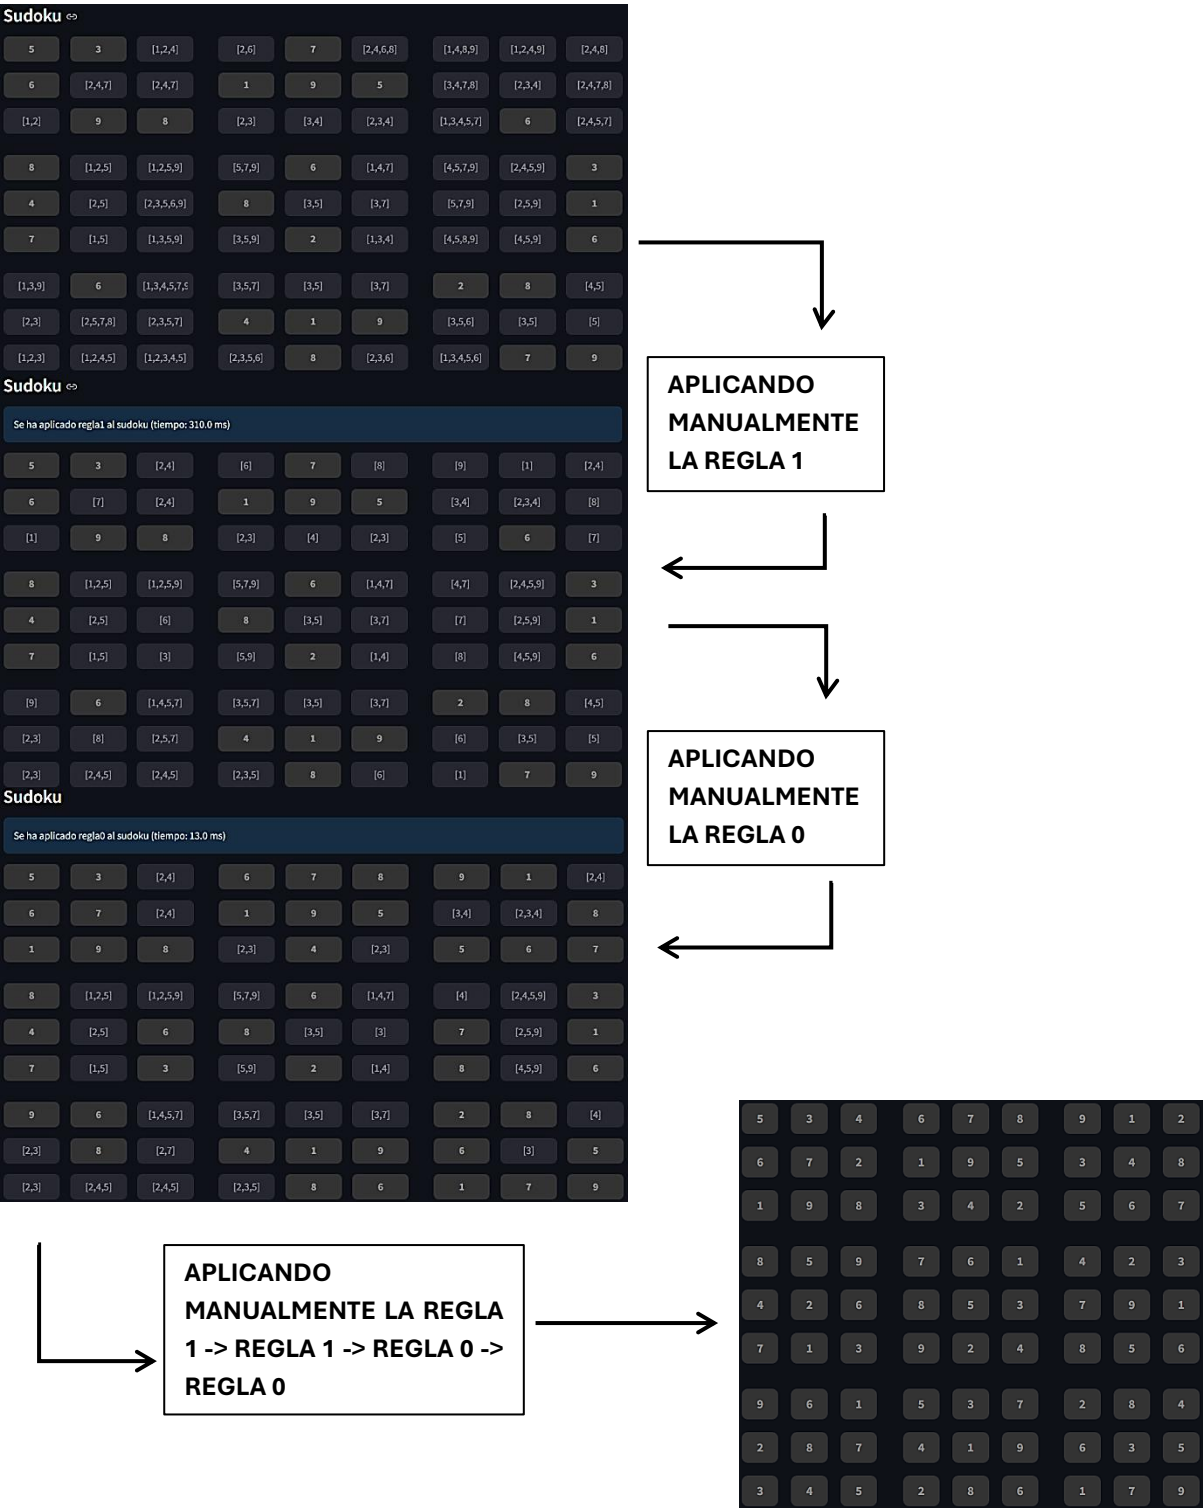 Sudoku
5 3 [1,2,4] [2,6] 7 [2,4,6,8] [1,4,8,9] [1,2,4,9] [2,4,8]
6 [2,4,7] [2,4,7] 1 9 5 [3,4,7,8] [2,3,4] [2,4,7,8]
[1,2] 9 8 [2,3] [3,4] [2,3,4] [1,3,4,5,7] 6 [2,4,5,7]
8 [1,2,5] [1,2,5,9] [5,7,9] 6 [1,4,7] [4,5,7,9] [2,4,5,9] 3
4 [2,5] [2,3,5,6,9] 8 [3,5] [3,7] [5,7,9] [2,5,9] 1
7 [1,5] [1,3,5,9] [3,5,9] 2 [1,3,4] [4,5,8,9] [4,5,9] 6
[1,3,9] 6 [1,3,4,5,7,9 [3,5,7] [3,5] [3,7] 2 8 [4,5]
[2,3] [2,5,7,8] [2,3,5,7] 4 1 9 [3,5,6] [3,5] [5]
[1,2,3] [1,2,4,5] [1,2,3,4,5] [2,3,5,6] 8 [2,3,6] [1,3,4,5,6] 7 9
APLICANDO
MANUALMENTE
LA REGLA 1
Sudoku
Se ha aplicado regla1 al sudoku (tiempo: 310.0 ms)
5 3 [2,4] [6] 7 [8] [9] [1] [2,4]
6 [7] [2,4] 1 9 5 [3,4] [2,3,4] [8]
[1] 9 8 [2,3] [4] [2,3] [5] 6 [7]
8 [1,2,5] [1,2,5,9] [5,7,9] 6 [1,4,7] [4,7] [2,4,5,9] 3
4 [2,5] [6] 8 [3,5] [3,7] [7] [2,5,9] 1
7 [1,5] [3] [5,9] 2 [1,4] [8] [4,5,9] 6
[9] 6 [1,4,5,7] [3,5,7] [3,5] [3,7] 2 8 [4,5]
[2,3] [8] [2,5,7] 4 1 9 [6] [3,5] [5]
[2,3] [2,4,5] [2,4,5] [2,3,5] 8 [6] [1] 7 9
APLICANDO
MANUALMENTE
LA REGLA 0
Sudoku
Se ha aplicado regla0 al sudoku (tiempo: 13.0 ms)
5 3 [2,4] 6 7 8 9 1 [2,4]
6 7 [2,4] 1 9 5 [3,4] [2,3,4] 8
1 9 8 [2,3] 4 [2,3] 5 6 7
8 [1,2,5] [1,2,5,9] [5,7,9] 6 [1,4,7] [4] [2,4,5,9] 3
4 [2,5] 6 8 [3,5] [3] 7 [2,5,9] 1
7 [1,5] 3 [5,9] 2 [1,4] 8 [4,5,9] 6
9 6 [1,4,5,7] [3,5,7] [3,5] [3,7] 2 8 [4]
[2,3] 8 [2,7] 4 1 9 6 [3] 5
[2,3] [2,4,5] [2,4,5] [2,3,5] 8 6 1 7 9
APLICANDO
MANUALMENTE LA REGLA
1 -> REGLA 1 -> REGLA 0 ->
REGLA 0
5 3 4 6 7 8 9 1 2
6 7 2 1 9 5 3 4 8
1 9 8 3 4 2 5 6 7
8 5 9 7 6 1 4 2 3
4 2 6 8 5 3 7 9 1
7 1 3 9 2 4 8 5 6
9 6 1 5 3 7 2 8 4
2 8 7 4 1 9 6 3 5
3 4 5 2 8 6 1 7 9